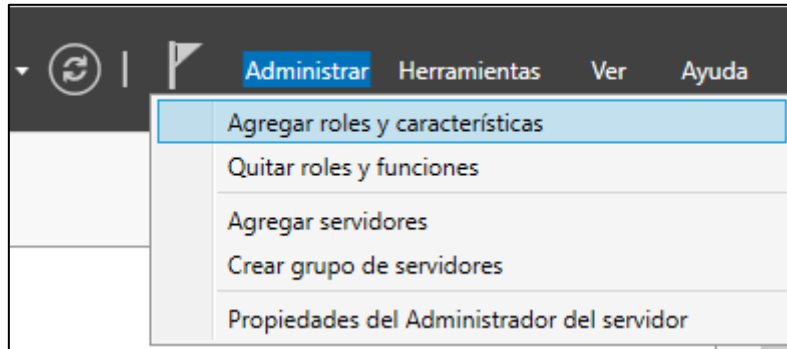 Administrar Herramientas Ver Ayuda
Agregar roles y características
Quitar roles y funciones
Agregar servidores
Crear grupo de servidores
Propiedades del Administrador del servidor